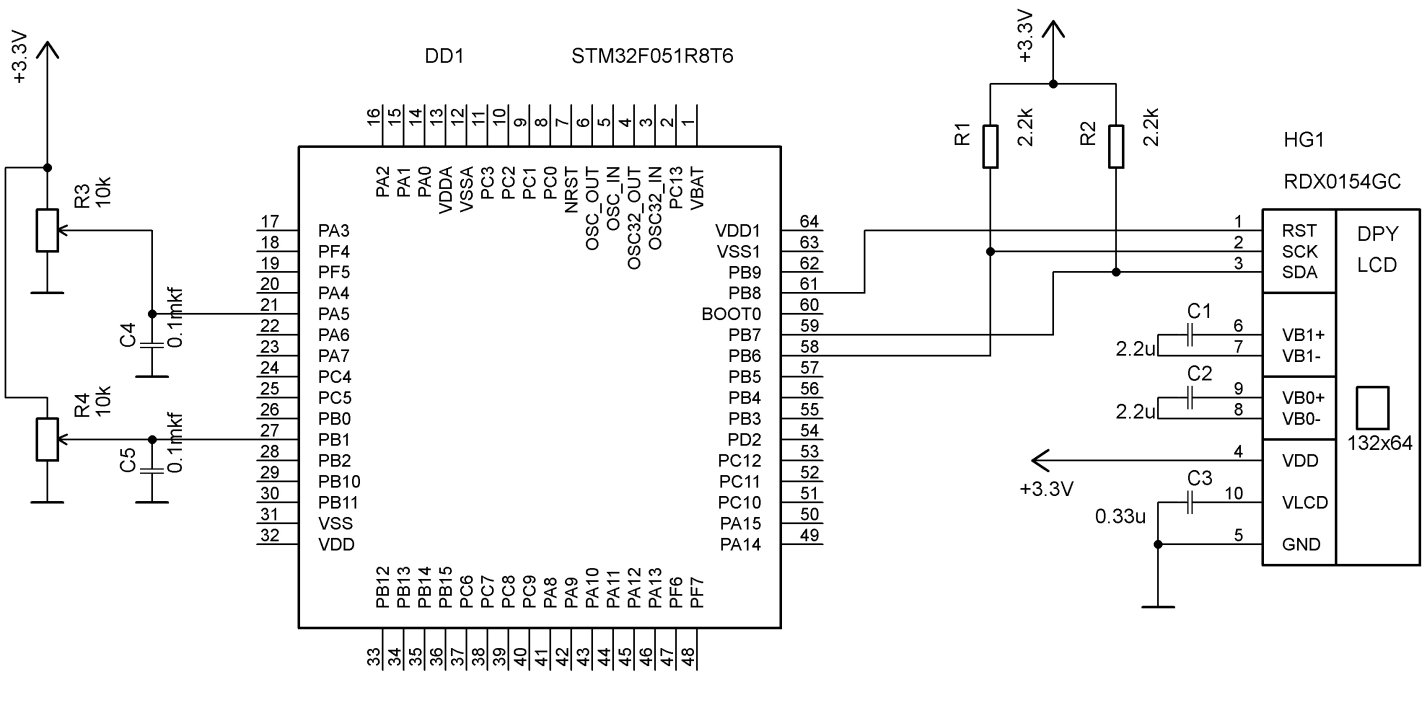 +3.3V
DD1
STM32F051R8T6
+3.3V
16
15
14
13
12
11
10
9
8
7
6
5
4
3
2
1
PA2
PA1
PA0
VDDA
VSSA
PC3
PC2
PC1
PC0
NRST
OSC_OUT
OSC_IN
OSC32_OUT
OSC32_IN
PC13
VBAT
R1
2.2k
R2
2.2k
HG1
RDX0154GC
R3
10k
C4
0.1mkf
R4
10k
C5
0.1mkf
17 PA3
18 PF4
19 PF5
20 PA4
21 PA5
22 PA6
23 PA7
24 PC4
25 PC5
26 PB0
27 PB1
28 PB2
29 PB10
30 PB11
31 VSS
32 VDD
VDD1 64
VSS1 63
PB9 62
PB8 61
BOOT0 60
PB7 59
PB6 58
PB5 57
PB4 56
PB3 55
PD2 54
PC12 53
PC11 52
PC10 51
PA15 50
PA14 49
PB12
PB13
PB14
PB15
PC6
PC7
PC8
PC9
PA8
PA9
PA10
PA11
PA12
PA13
PF6
PF7
33
34
35
36
37
38
39
40
41
42
43
44
45
46
47
48
1 RST
2 SCK
3 SDA
DPY
LCD
C1
2.2u
6 VB1+
7 VB1-
C2
2.2u
9 VB0+
8 VB0-
132x64
4 VDD
+3.3V
C3
0.33u
10 VLCD
5 GND